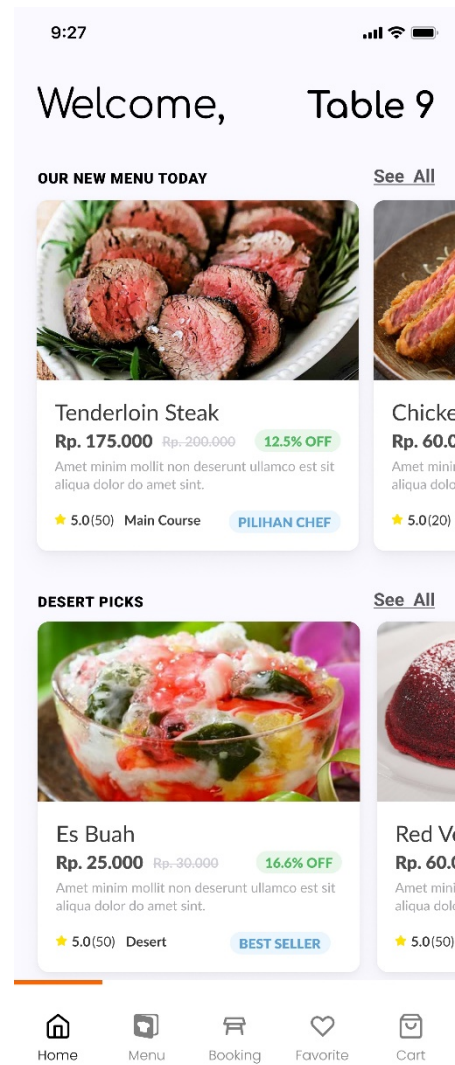 9:27
Welcome, Table 9
OUR NEW MENU TODAY See All
Tenderloin Steak
Rp. 175.000 Rp. 200.000 12.5% OFF
Amet minim mollit non deserunt ullamco est sit
aliqua dolor do amet sint.
5.0(50) Main Course PILIHAN CHEF
Chicke
Rp. 60.0
Amet minin
aliqua dolo
5.0(20)
DESERT PICKS See All
Es Buah
Rp. 25.000 Rp. 30.000 16.6% OFF
Amet minim mollit non deserunt ullamco est sit
aliqua dolor do amet sint.
5.0(50) Desert BEST SELLER
Red Ve
Rp. 60.0
Amet mini
aliqua dolo
5.0(50)
Home Menu Booking Favorite Cart